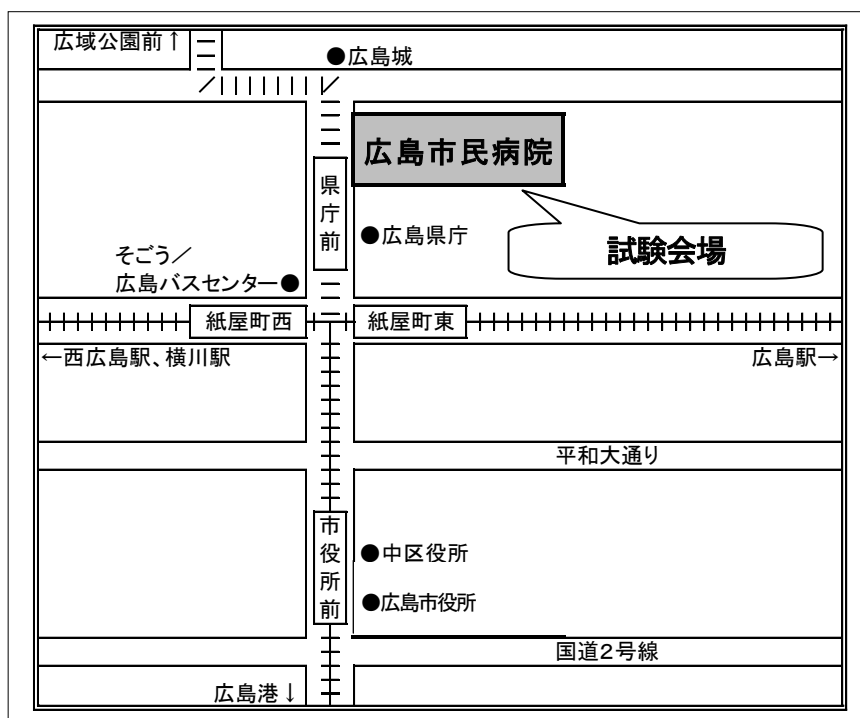 広域公園前↑
●広島城
広島市民病院
県庁前
●広島県庁
試験会場
そごう／
広島バスセンター●
紙屋町西
紙屋町東
←西広島駅、横川駅
広島駅→
平和大通り
市役所前
●中区役所
●広島市役所
国道2号線
広島港↓